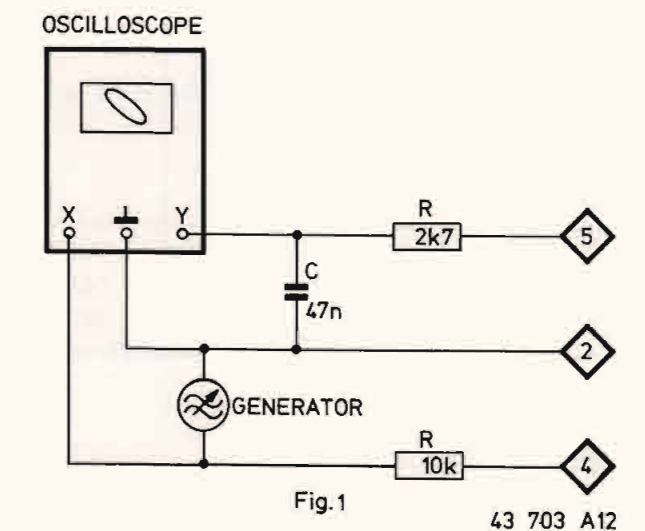 OSCILLOSCOPE
X
Y
R
2k7
5
C
47n
2
GENERATOR
R
10k
4
Fig.1
43 703 A12